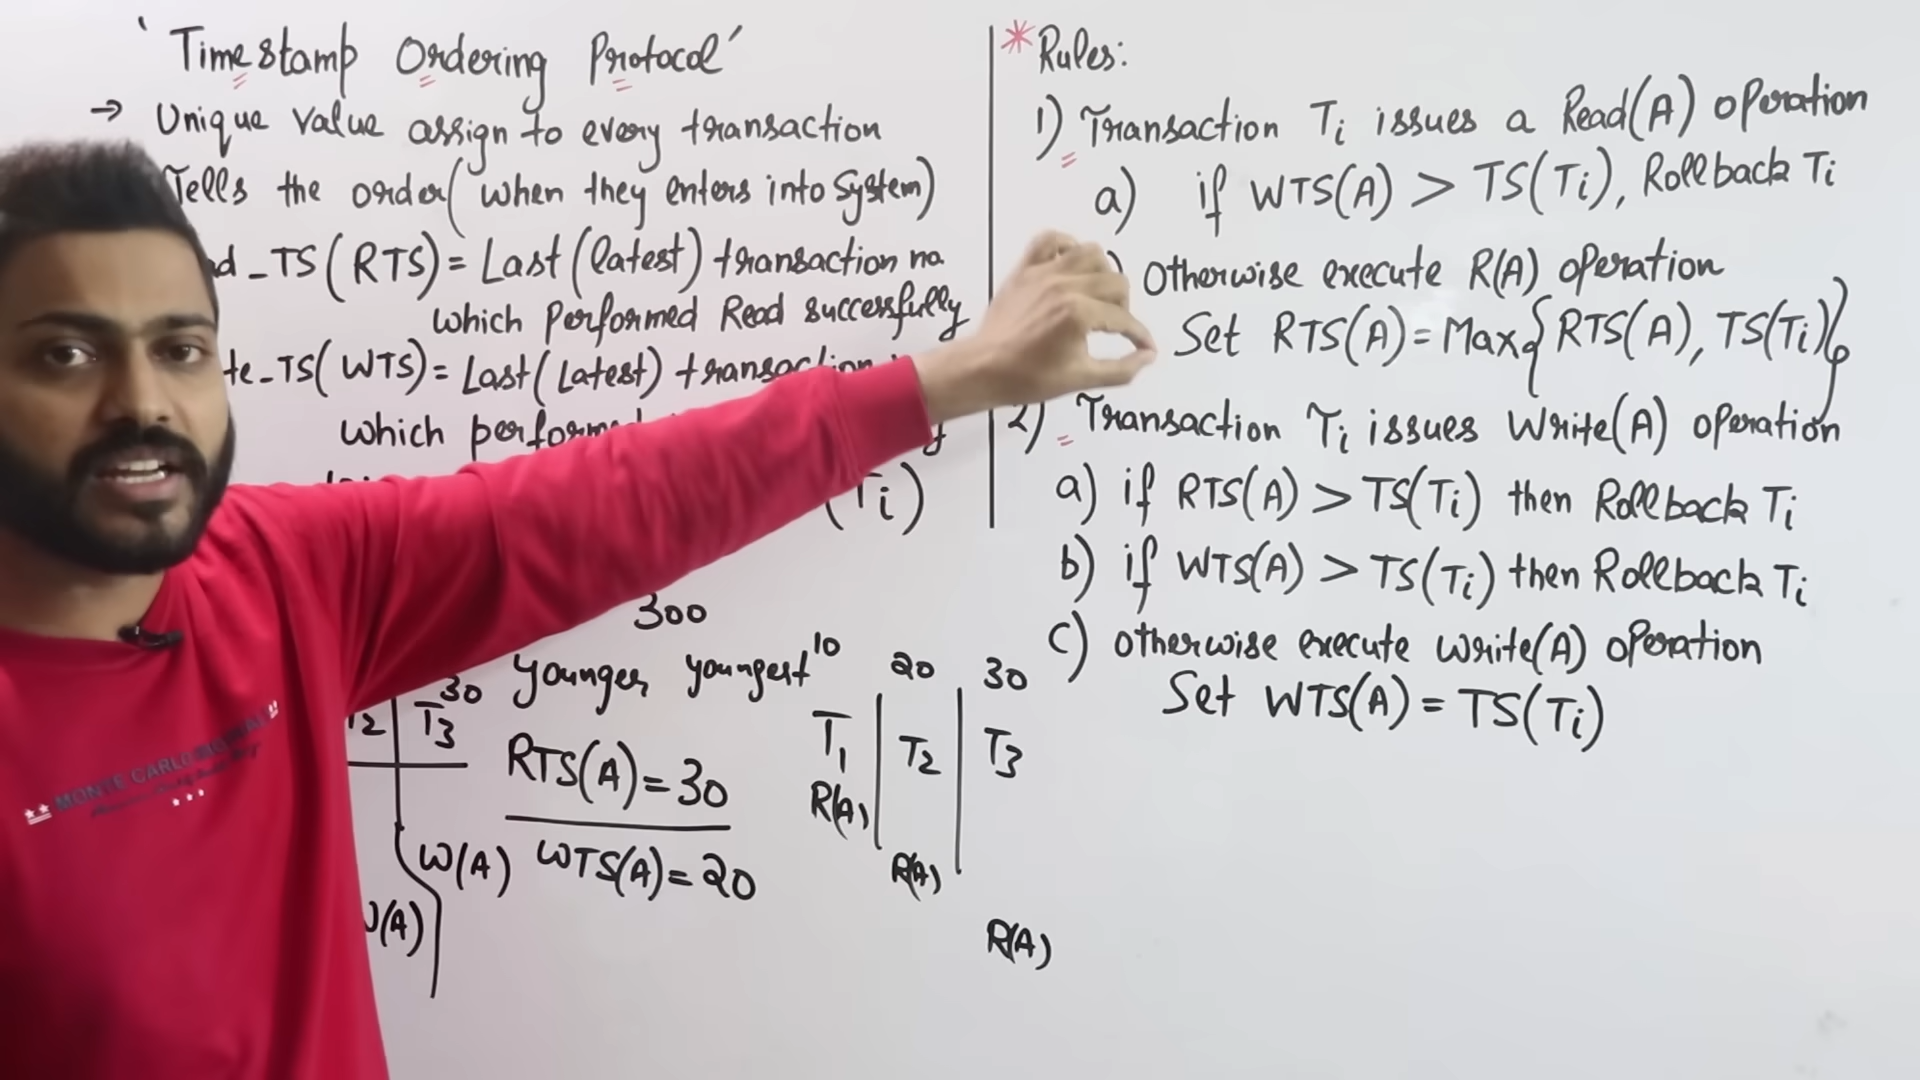 'Timestamp Ordering Protocol'
→ Unique value assign to every transaction
Tells the order (when they enters into System)
_TS (RTS) = Last (latest) transaction no.
which performed Read successfully
_TS (WTS) = Last (Latest) transaction
which performed
(Ti)
300
younger youngest
30
T2 T3
RTS(A) = 30
W(A) WTS(A) = 20
W(A)
10 20 30
T1 T2 T3
R(A)
R(A)
R(A)
* Rules:
1) Transaction Ti issues a Read(A) operation
a) if WTS(A) > TS(Ti), Rollback Ti
) otherwise execute R(A) operation
Set RTS(A) = Max{RTS(A), TS(Ti)}
2) Transaction Ti issues Write(A) operation
a) if RTS(A) > TS(Ti) then Rollback Ti
b) if WTS(A) > TS(Ti) then Rollback Ti
c) otherwise execute write(A) operation
Set WTS(A) = TS(Ti)
MONTE CARLO